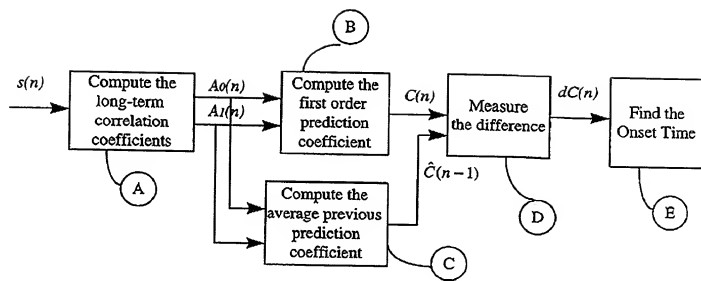 B
s(n)
Compute the
long-term
correlation
coefficients
A0(n)
A1(n)
Compute the
first order
prediction
coefficient
C(n)
Measure
the difference
dC(n)
Find the
Onset Time
Ĉ(n−1)
A
Compute the
average previous
prediction
coefficient
C
D
E